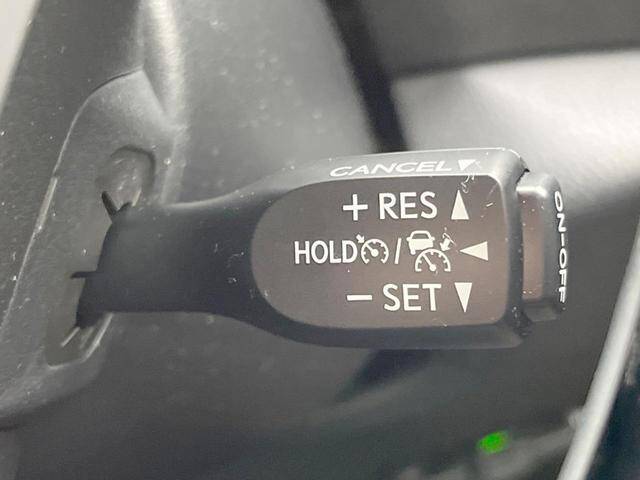 CANCEL▼
+ RES ▲
HOLD / ◀
− SET ▼
ON-OFF